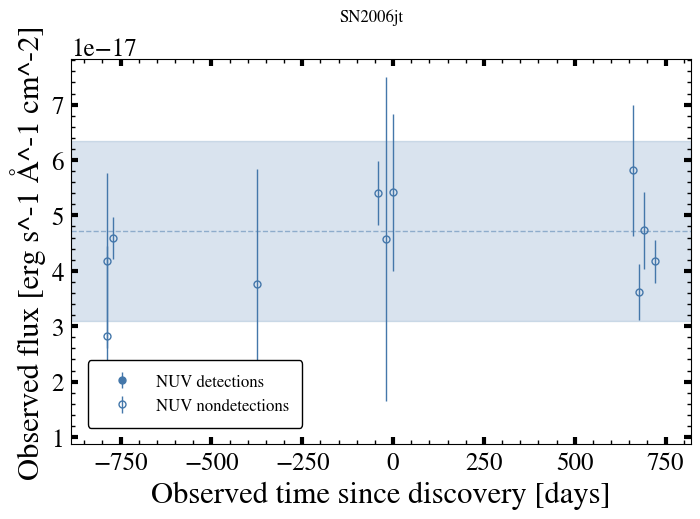 SN2006jt
1e−17
Observed flux [erg s^-1 Å^-1 cm^-2]
7
6
5
4
3
2
1
NUV detections
NUV nondetections
−750 −500 −250 0 250 500 750
Observed time since discovery [days]